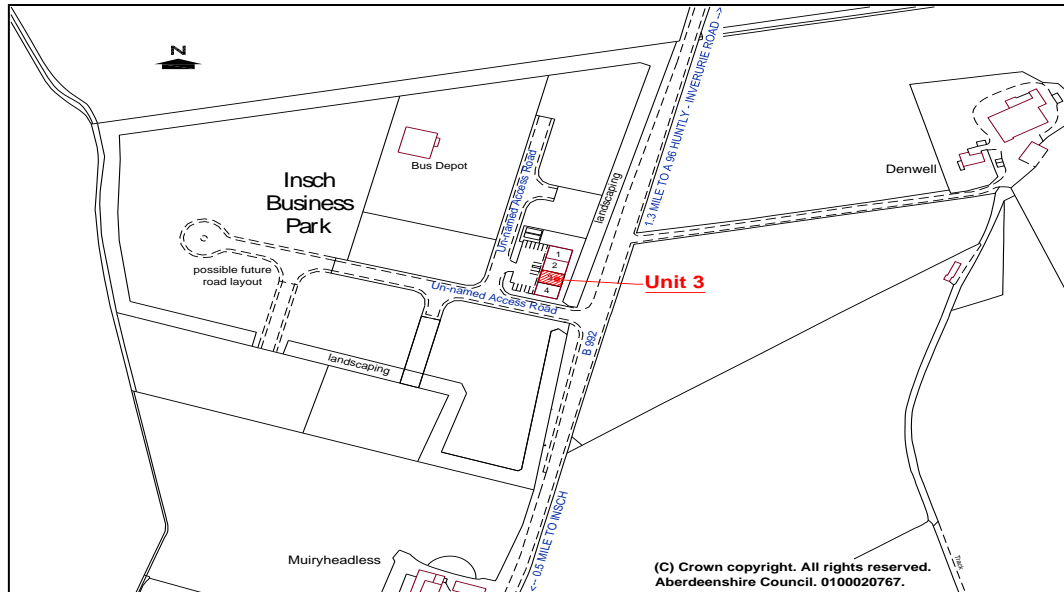 N
1.3 MILE TO A 96 HUNTLY - INVERURIE ROAD -->
Bus Depot
Denwell
Insch
Business
Park
Un-named Access Road
landscaping
1
2
possible future
road layout
Unit 3
4
Un-named Access Road
B 992
landscaping
<-- 0.5 MILE TO INSCH
Muiryheadless
Track
(C) Crown copyright. All rights reserved.
Aberdeenshire Council. 0100020767.